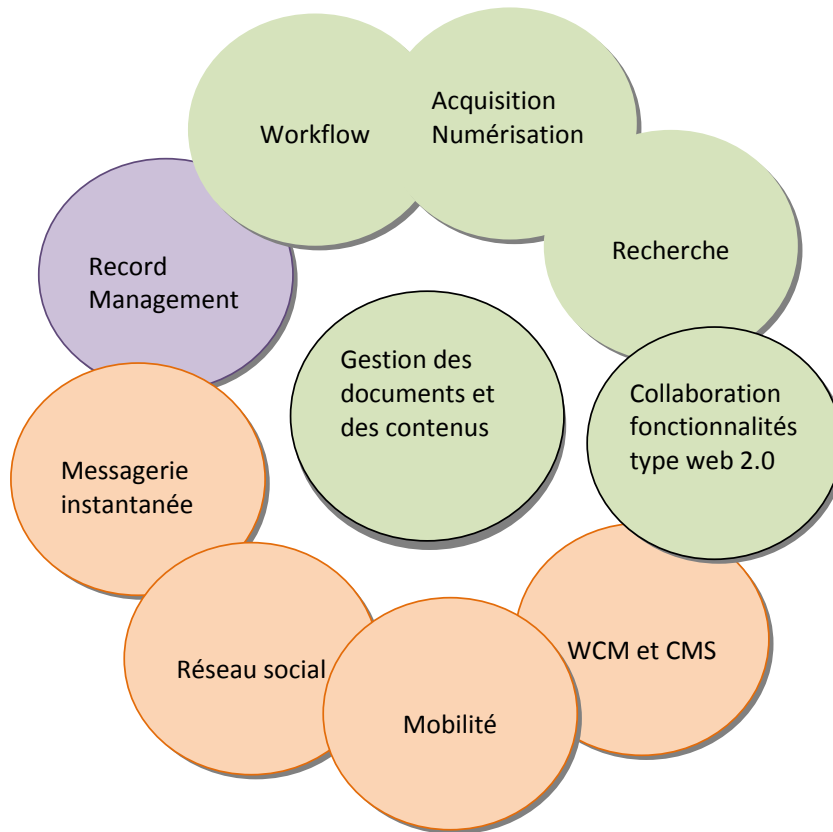 Workflow
Acquisition
Numérisation
Recherche
Record
Management
Gestion des
documents et
des contenus
Collaboration
fonctionnalités
type web 2.0
Messagerie
instantanée
WCM et CMS
Réseau social
Mobilité